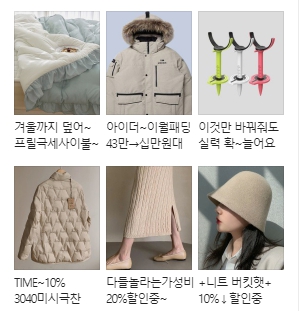 겨울까지 덮어~
프릴극세사이불~
아이더~이월패딩
43만→십만원대
이것만 바꿔줘도
실력 확~늘어요
TIME~10%
3040미시극찬
다들놀라는가성비
20%할인중~
+니트 버킷햇+
10%↓할인중